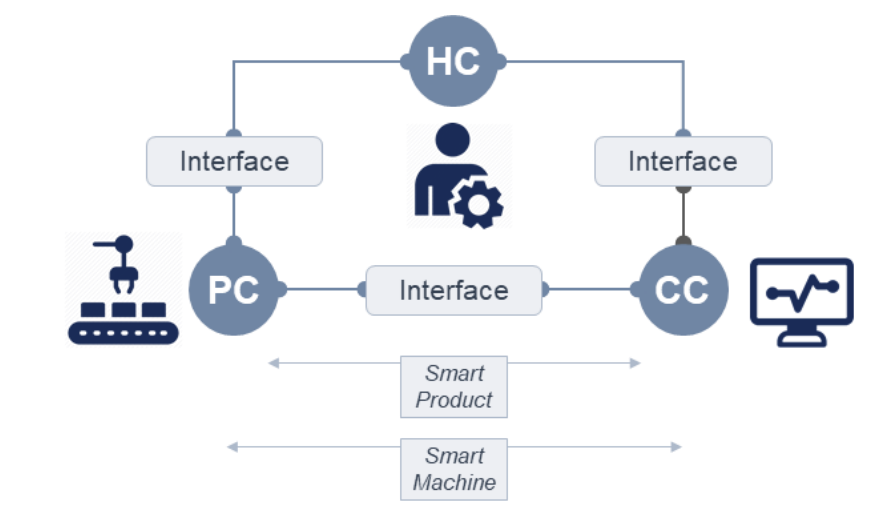 HC
Interface
Interface
PC
Interface
CC
Smart
Product
Smart
Machine